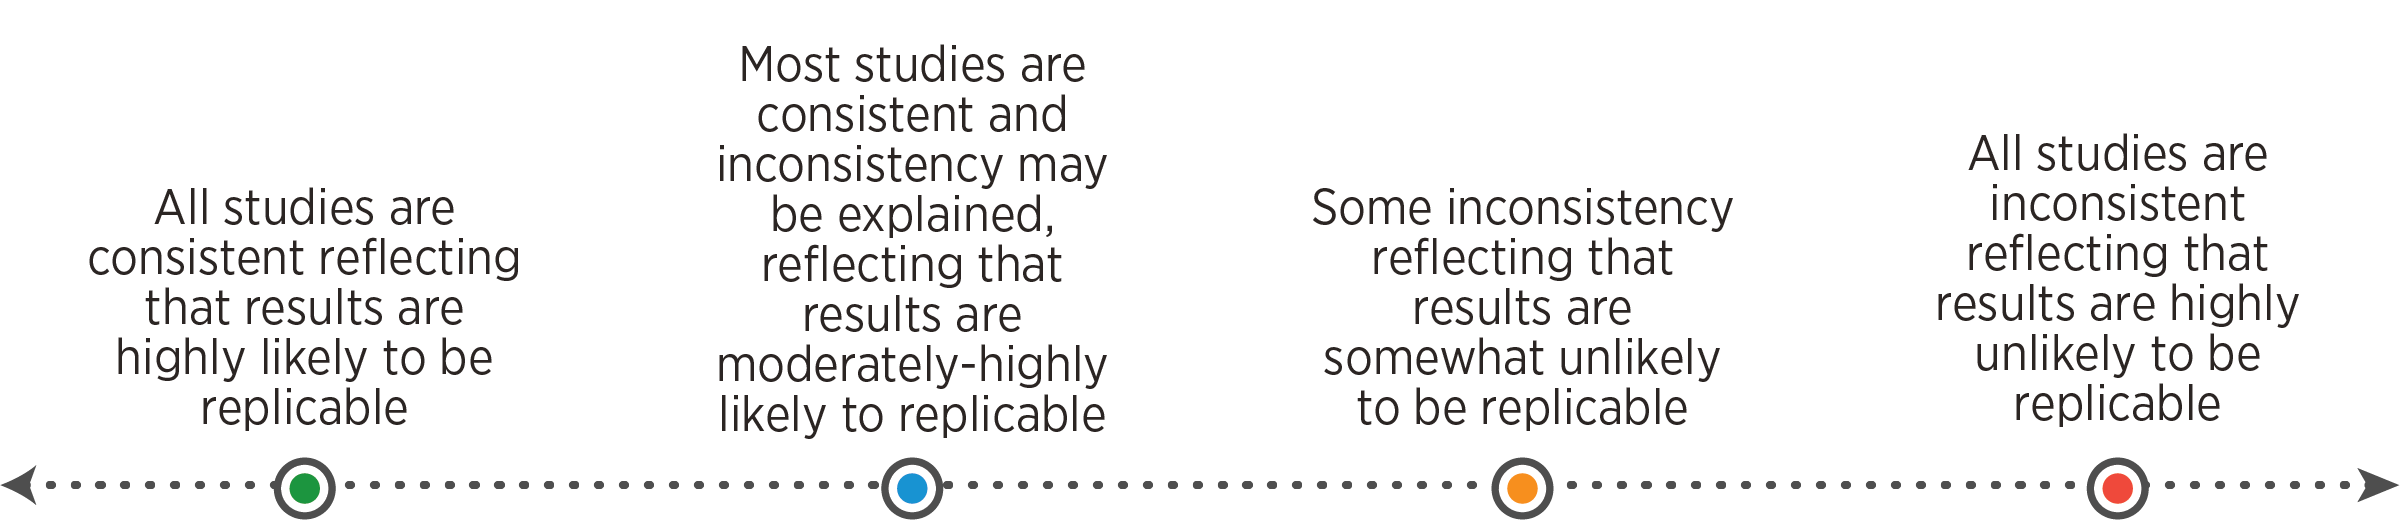 All studies are
consistent reflecting
that results are
highly likely to be
replicable
Most studies are
consistent and
inconsistency may
be explained,
reflecting that
results are
moderately-highly
likely to replicable
Some inconsistency
reflecting that
results are
somewhat unlikely
to be replicable
All studies are
inconsistent
reflecting that
results are highly
unlikely to be
replicable